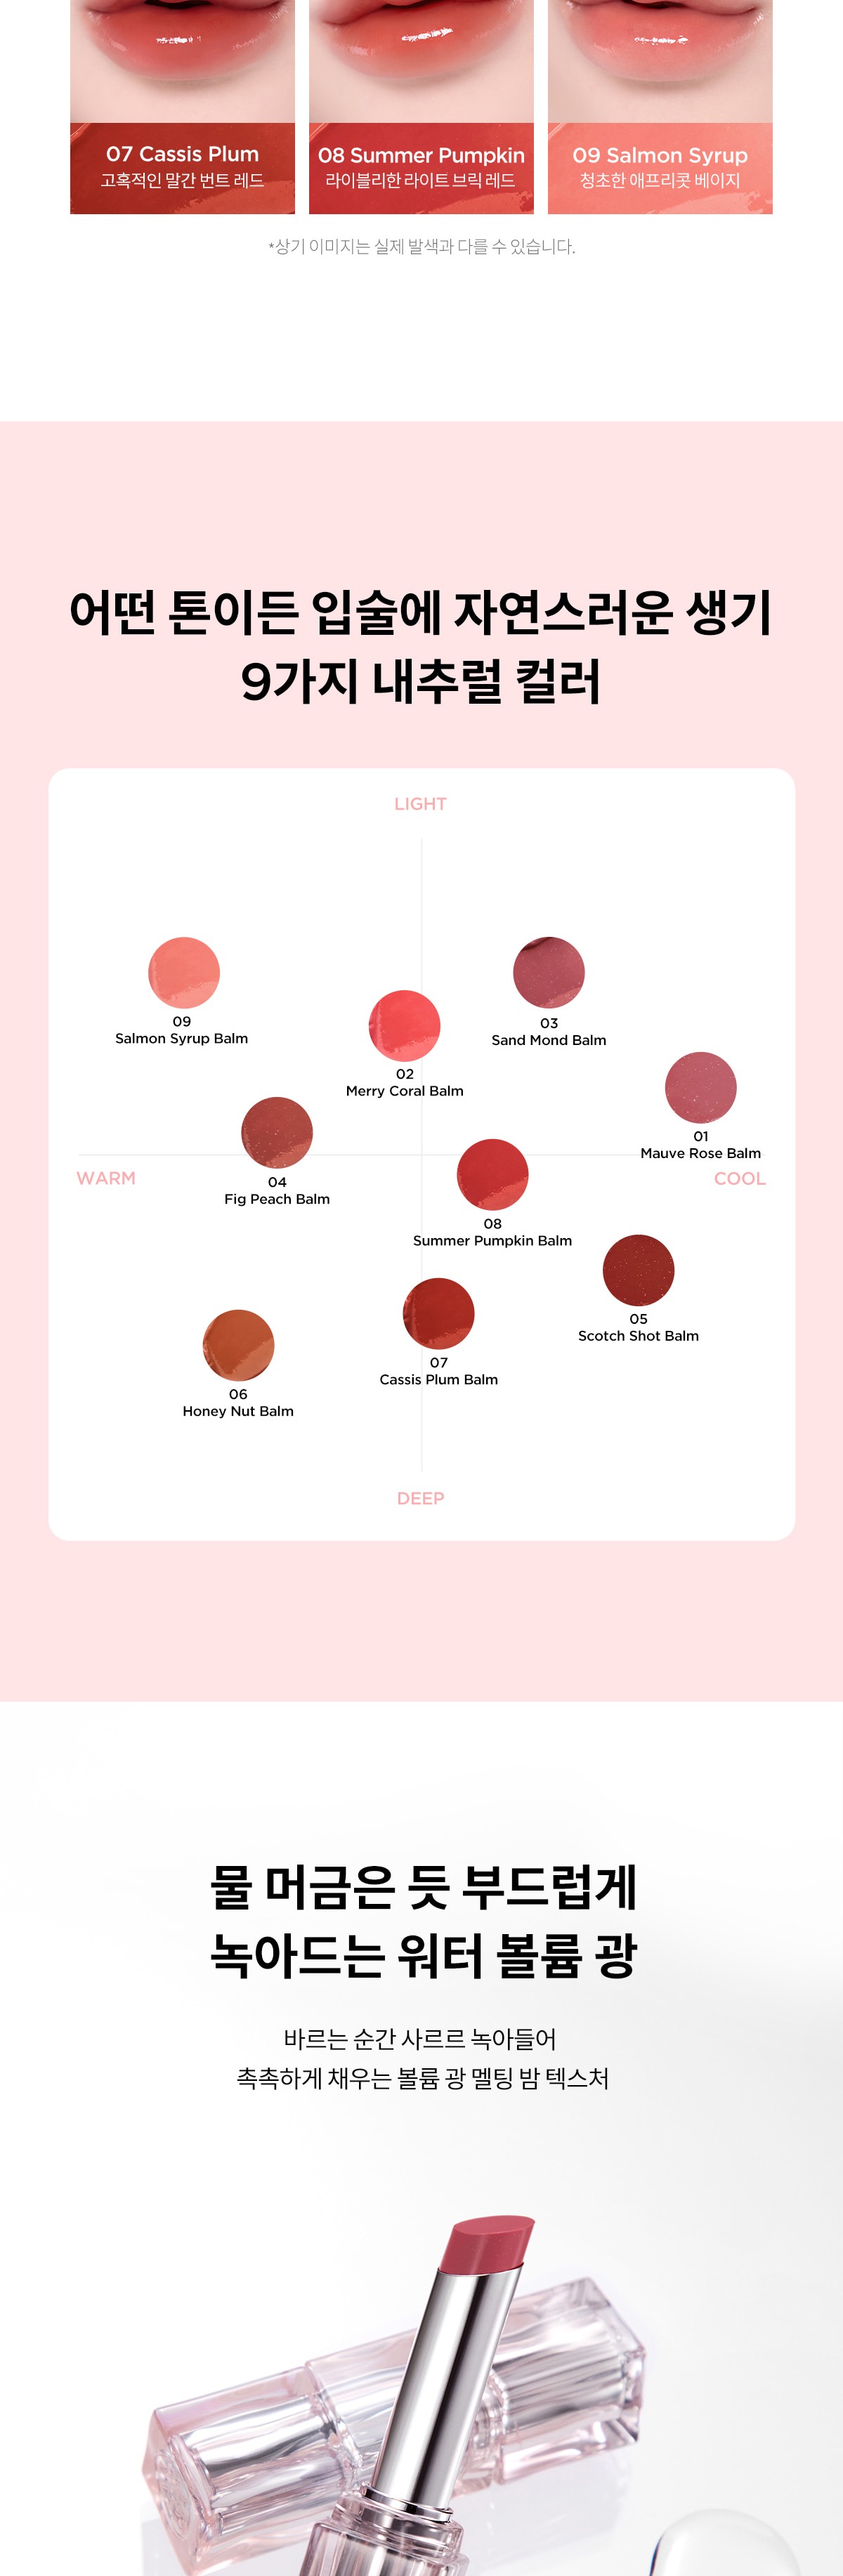 07 Cassis Plum
고혹적인 말간 번트 레드
08 Summer Pumpkin
라이블리한 라이트 브릭 레드
09 Salmon Syrup
청초한 애프리콧 베이지
*상기 이미지는 실제 발색과 다를 수 있습니다.
어떤 톤이든 입술에 자연스러운 생기
9가지 내추럴 컬러
LIGHT
09
Salmon Syrup Balm
03
Sand Mond Balm
02
Merry Coral Balm
01
Mauve Rose Balm
WARM
COOL
04
Fig Peach Balm
08
Summer Pumpkin Balm
05
Scotch Shot Balm
07
Cassis Plum Balm
06
Honey Nut Balm
DEEP
물 머금은 듯 부드럽게
녹아드는 워터 볼륨 광
바르는 순간 사르르 녹아들어
촉촉하게 채우는 볼륨 광 멜팅 밤 텍스처